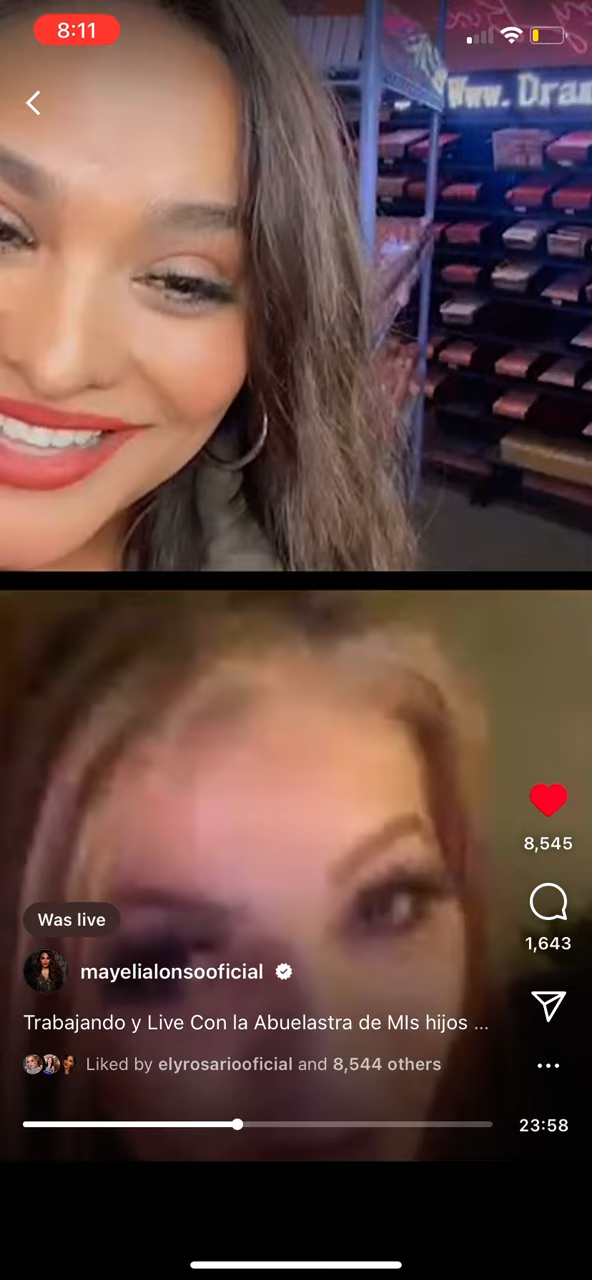 8:11
Www. Dram
Was live
mayelialonsooficial
Trabajando y Live Con la Abuelastra de MIs hijos ...
Liked by elyrosariooficial and 8,544 others
8,545
1,643
23:58